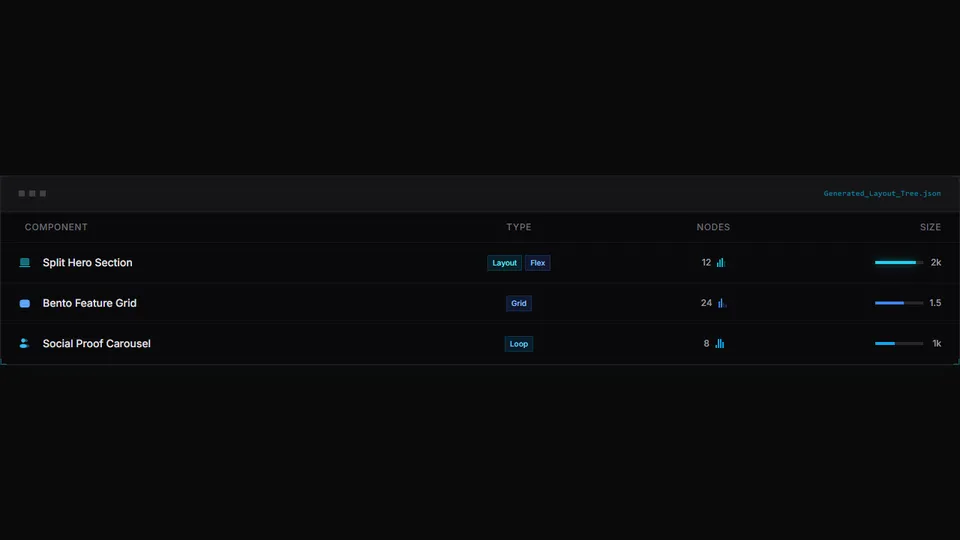 Generated_Layout_Tree.json
COMPONENT TYPE NODES SIZE
Split Hero Section Layout Flex 12 2k
Bento Feature Grid Grid 24 1.5
Social Proof Carousel Loop 8 1k